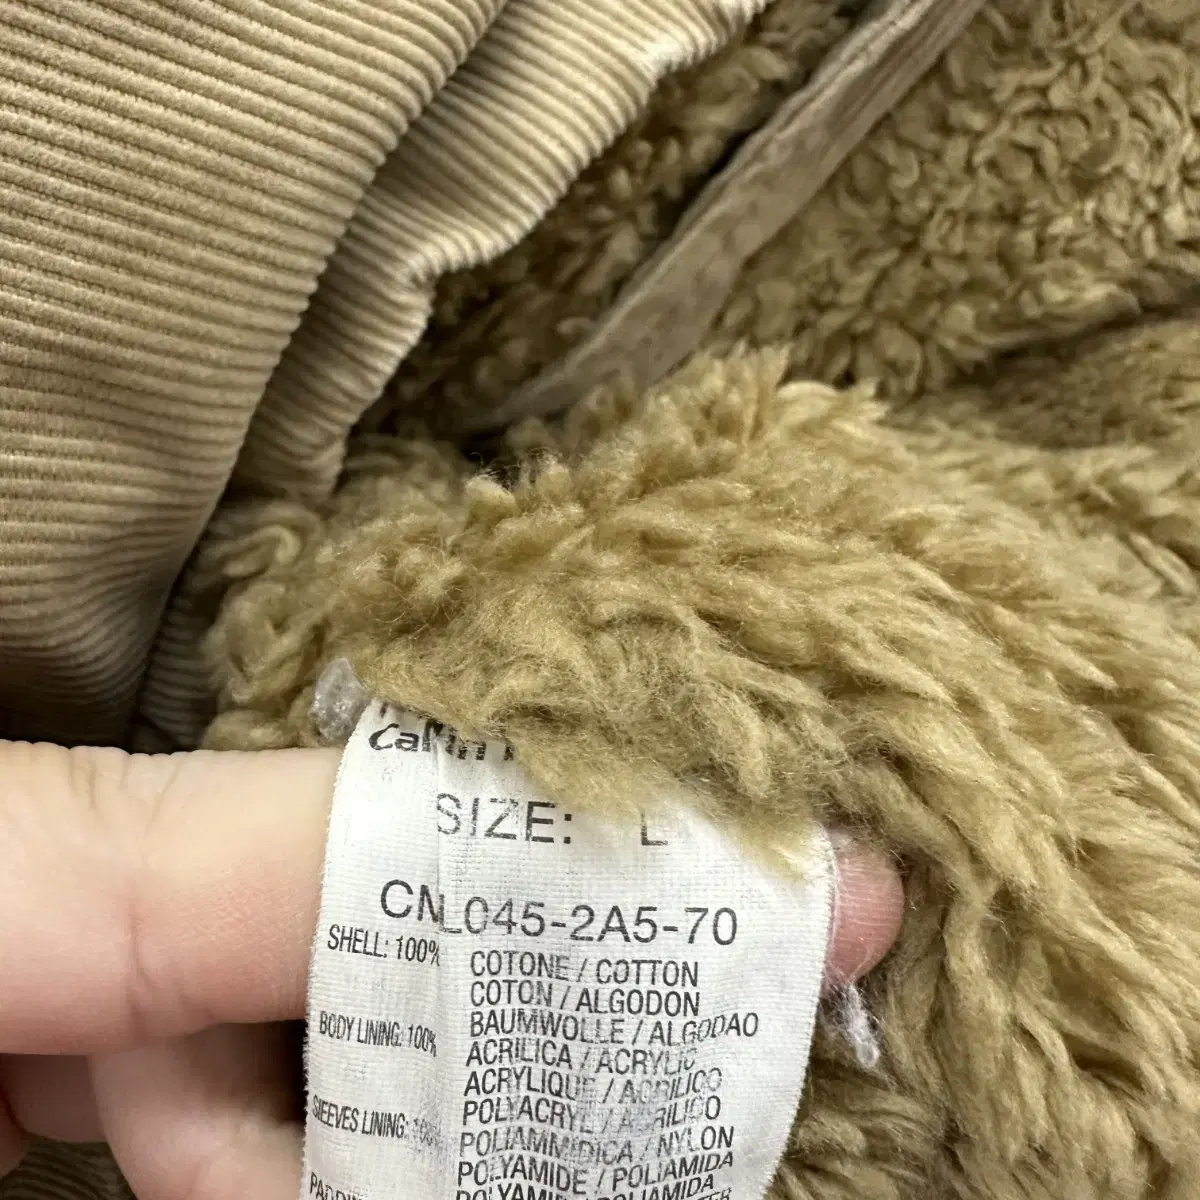 SIZE: L
CNL045-2A5-70
SHELL: 100% COTONE / COTTON
COTON / ALGODON
BAUMWOLLE / ALGODAO
BODY LINING: 100% ACRILICA / ACRYLIC
ACRYLIQUE / ACRILICO
POLYACRYL / ACRILICO
SLEEVES LINING: 100% POLIAMMIDICA / NYLON
POLYAMIDE / POLIAMIDA
POLIAMIDA